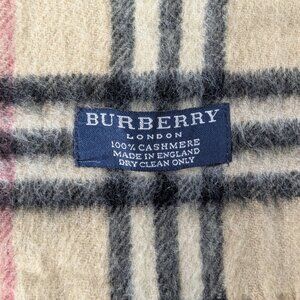 BURBERRY
LONDON
100% CASHMERE
MADE IN ENGLAND
DRY CLEAN ONLY